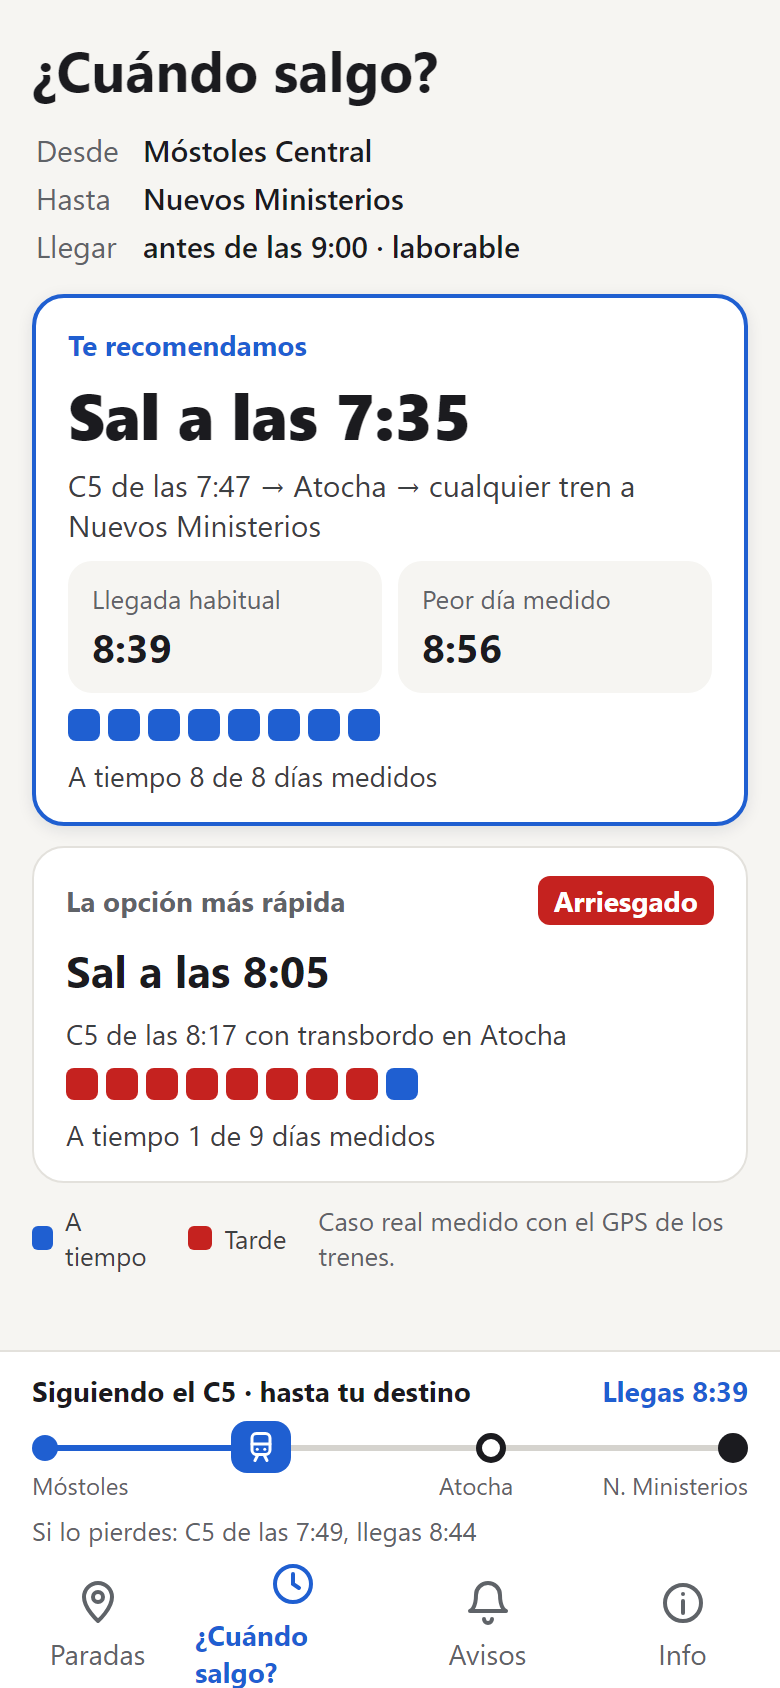 ¿Cuándo salgo?
Desde Móstoles Central
Hasta Nuevos Ministerios
Llegar antes de las 9:00 · laborable
Te recomendamos
Sal a las 7:35
C5 de las 7:47 → Atocha → cualquier tren a
Nuevos Ministerios
Llegada habitual
8:39
Peor día medido
8:56
A tiempo 8 de 8 días medidos
La opción más rápida
Arriesgado
Sal a las 8:05
C5 de las 8:17 con transbordo en Atocha
A tiempo 1 de 9 días medidos
A
tiempo
Tarde
Caso real medido con el GPS de los
trenes.
Siguiendo el C5 · hasta tu destino
Llegas 8:39
Móstoles
Atocha
N. Ministerios
Si lo pierdes: C5 de las 7:49, llegas 8:44
Paradas
¿Cuándo
salgo?
Avisos
Info